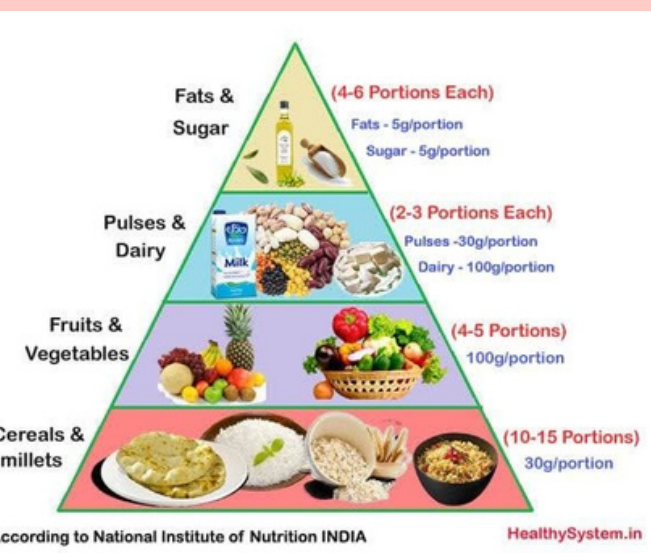 Fats &
Sugar
(4-6 Portions Each)
Fats - 5g/portion
Sugar - 5g/portion
Pulses &
Dairy
(2-3 Portions Each)
Pulses -30g/portion
Dairy - 100g/portion
Milk
Fruits &
Vegetables
(4-5 Portions)
100g/portion
Cereals &
millets
(10-15 Portions)
30g/portion
According to National Institute of Nutrition INDIA
HealthySystem.in